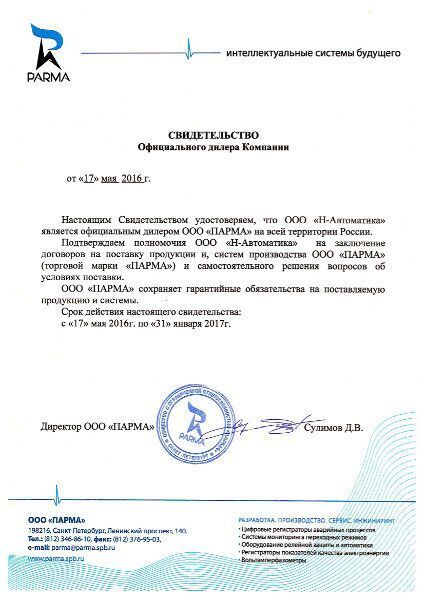 PARMA
интеллектуальные системы будущего
СВИДЕТЕЛЬСТВО
Официального дилера Компании
от «17» мая 2016 г.
Настоящим Свидетельством удостоверяем, что ООО «Н-Автоматика»
является официальным дилером ООО «ПАРМА» на всей территории России.
Подтверждаем полномочия ООО «Н-Автоматика» на заключение
договоров на поставку продукции и, систем производства ООО «ПАРМА»
(торговой марки «ПАРМА») и самостоятельного решения вопросов об
условиях поставки.
ООО «ПАРМА» сохраняет гарантийные обязательства на поставляемую
продукцию и системы.
Срок действия настоящего свидетельства:
с «17» мая 2016г. по «31» января 2017г.
Директор ООО «ПАРМА»
PARMA
САНКТ-ПЕТЕРБУРГ
Сулимов Д.В.
ООО «ПАРМА»
198216, Санкт Петербург, Ленинский проспект, 140.
Тел.: (812) 346-86-10, факс: (812) 376-95-03,
e-mail: parma@parma.spb.ru
www.parma.spb.ru
РАЗРАБОТКА. ПРОИЗВОДСТВО. СЕРВИС. ИНЖИНИРИНГ
• Цифровые регистраторы аварийных процессов
• Системы мониторинга переходных режимов
• Оборудование релейной защиты и автоматики
• Регистраторы показателей качества электроэнергии
• Вольтамперфазометры